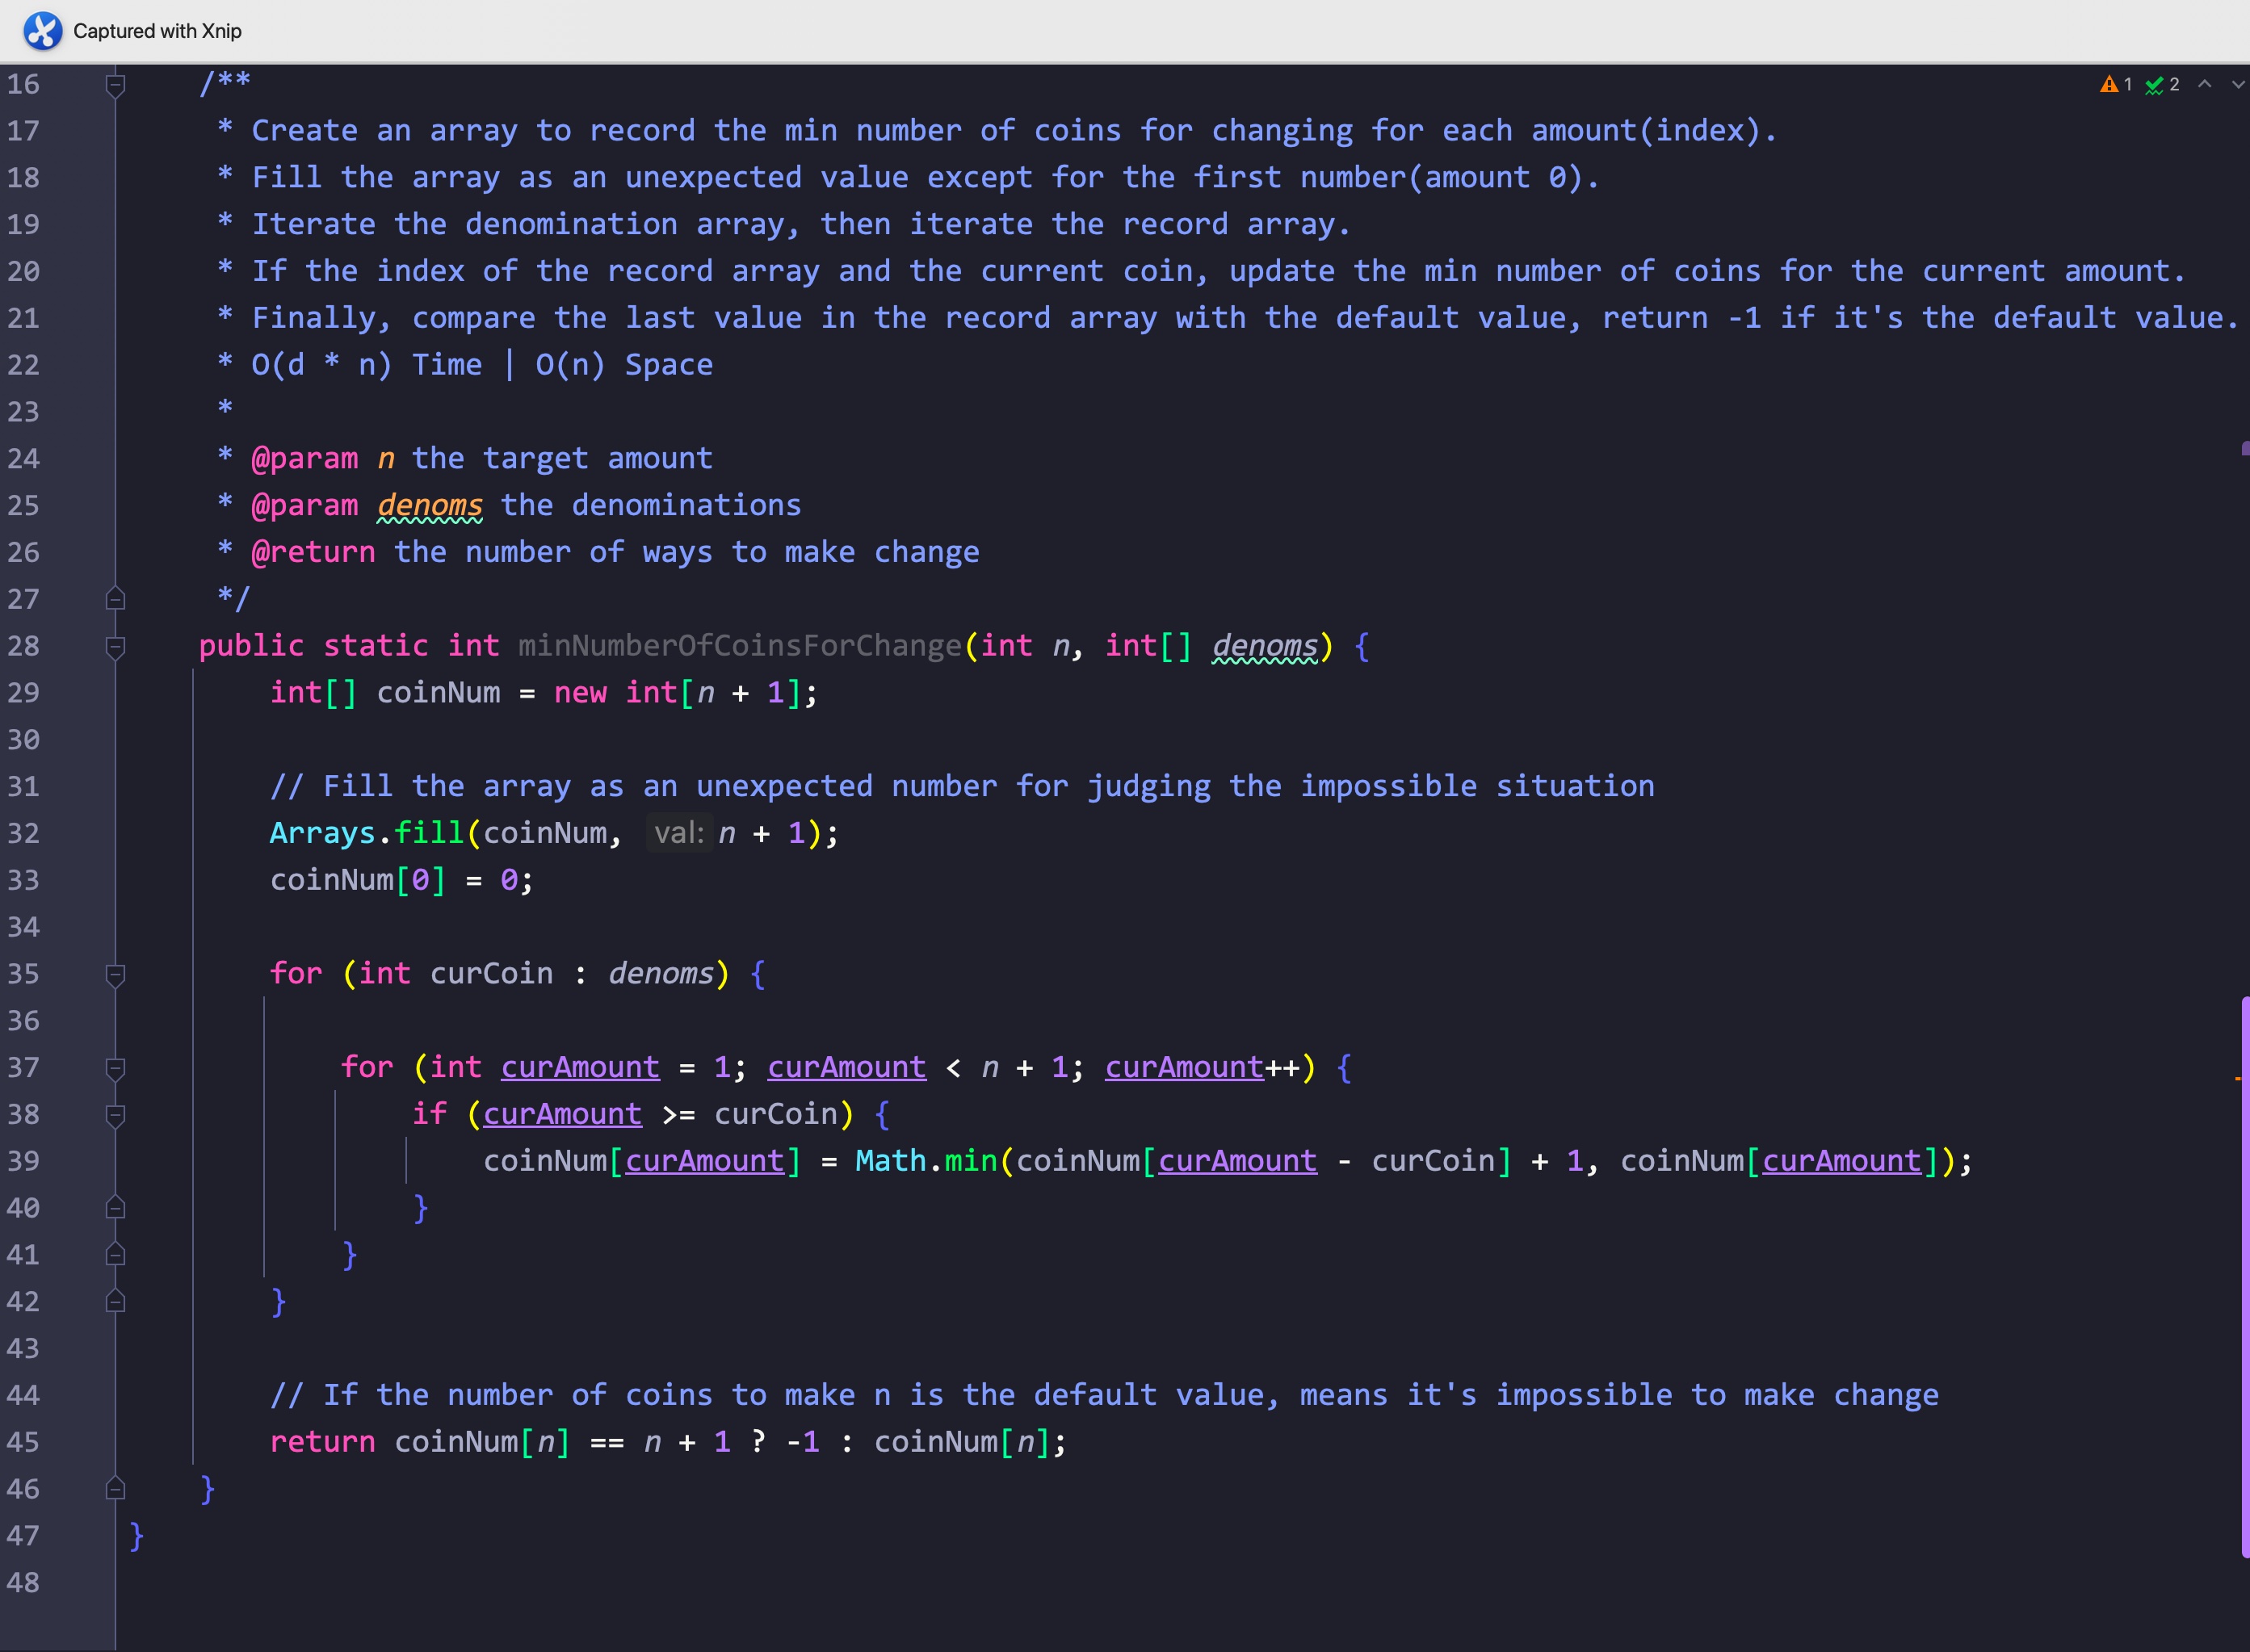 Captured with Xnip
1 2
16 /**
17 * Create an array to record the min number of coins for changing for each amount(index).
18 * Fill the array as an unexpected value except for the first number(amount 0).
19 * Iterate the denomination array, then iterate the record array.
20 * If the index of the record array and the current coin, update the min number of coins for the current amount.
21 * Finally, compare the last value in the record array with the default value, return -1 if it's the default value.
22 * O(d * n) Time | O(n) Space
23 *
24 * @param n the target amount
25 * @param denoms the denominations
26 * @return the number of ways to make change
27 */
28 public static int minNumberOfCoinsForChange(int n, int[] denoms) {
29 int[] coinNum = new int[n + 1];
30
31 // Fill the array as an unexpected number for judging the impossible situation
32 Arrays.fill(coinNum, val: n + 1);
33 coinNum[0] = 0;
34
35 for (int curCoin : denoms) {
36
37 for (int curAmount = 1; curAmount < n + 1; curAmount++) {
38 if (curAmount >= curCoin) {
39 coinNum[curAmount] = Math.min(coinNum[curAmount - curCoin] + 1, coinNum[curAmount]);
40 }
41 }
42 }
43
44 // If the number of coins to make n is the default value, means it's impossible to make change
45 return coinNum[n] == n + 1 ? -1 : coinNum[n];
46 }
47 }
48